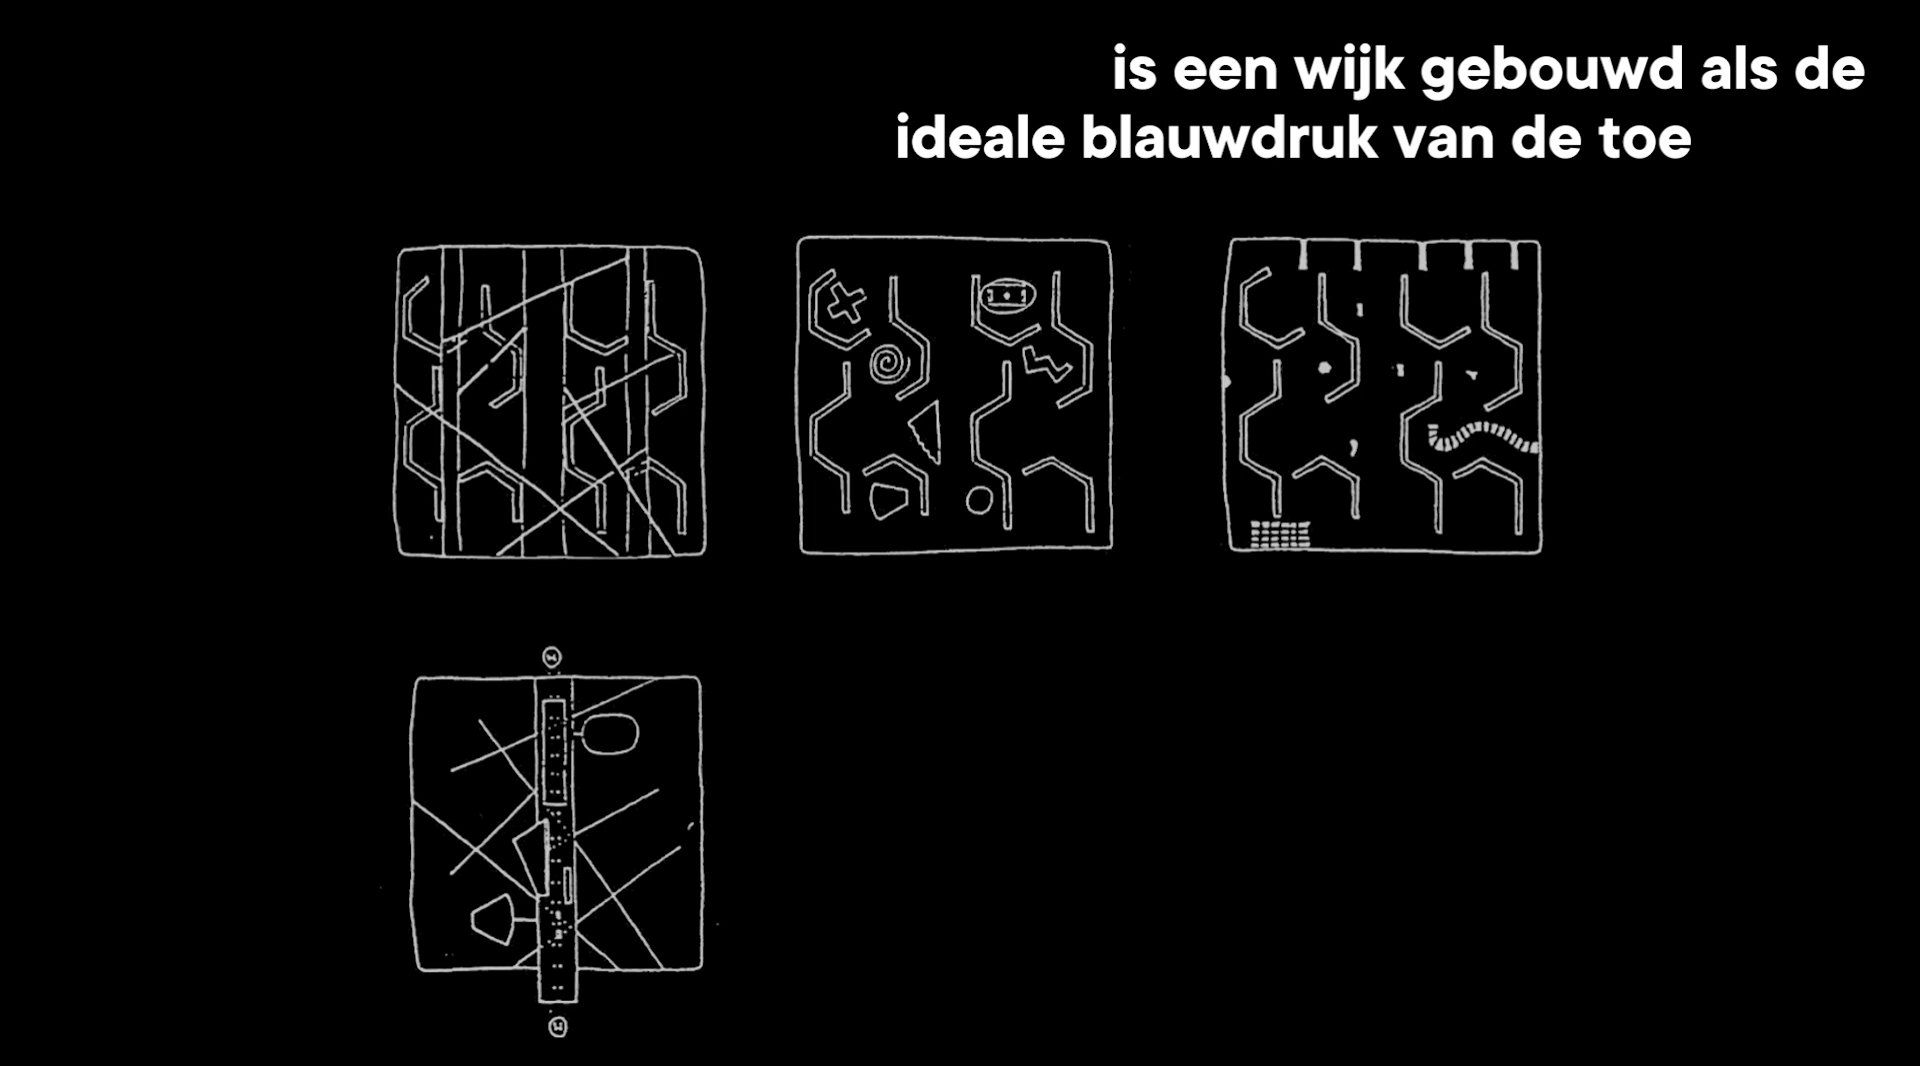 is een wijk gebouwd als de
ideale blauwdruk van de toe